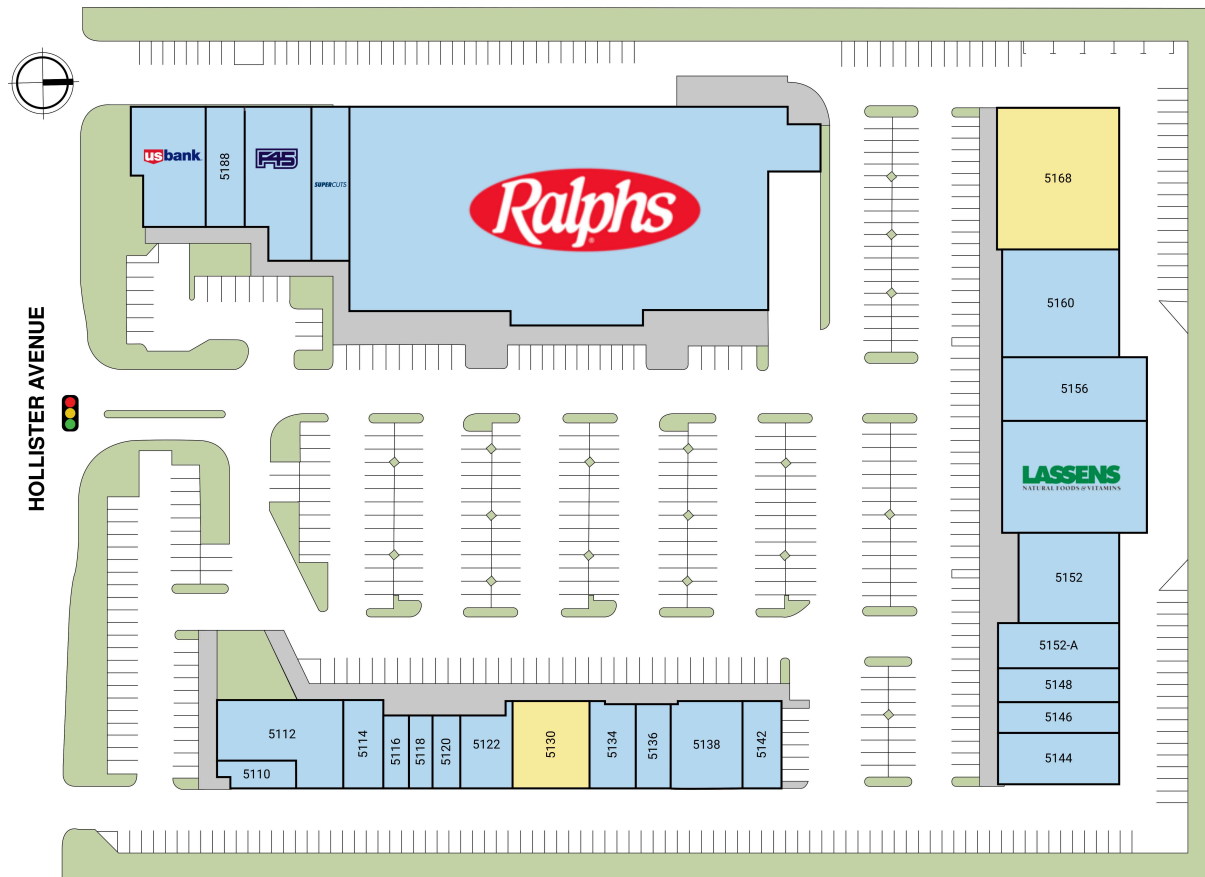 usbank
5188
F45
SUPERCUTS
Ralphs
5168
5160
5156
LASSENS
NATURAL FOODS & VITAMINS
5152
5152-A
5148
5146
5144
HOLLISTER AVENUE
5112
5110
5114
5116
5118
5120
5122
5130
5134
5136
5138
5142